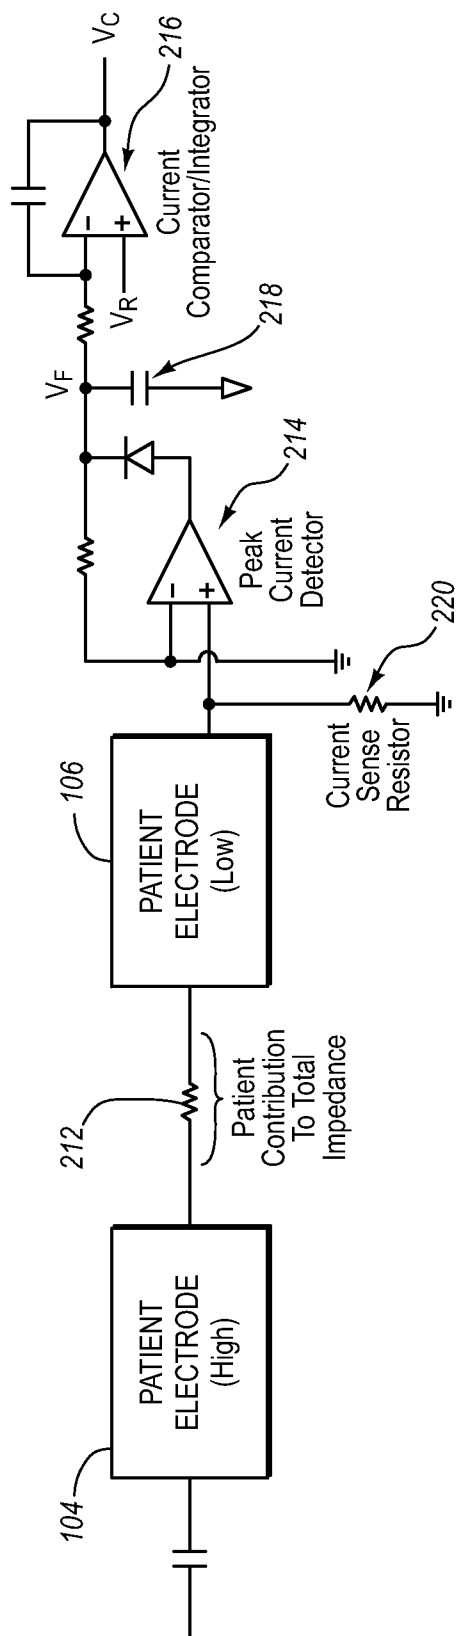 104
PATIENT
ELECTRODE
(High)
212
Patient
Contribution
To Total
Impedance
106
PATIENT
ELECTRODE
(Low)
Current
Sense
Resistor
220
-
+
Peak
Current
Detector
214
VF
218
VR
-
+
Current
Comparator/Integrator
216
VC